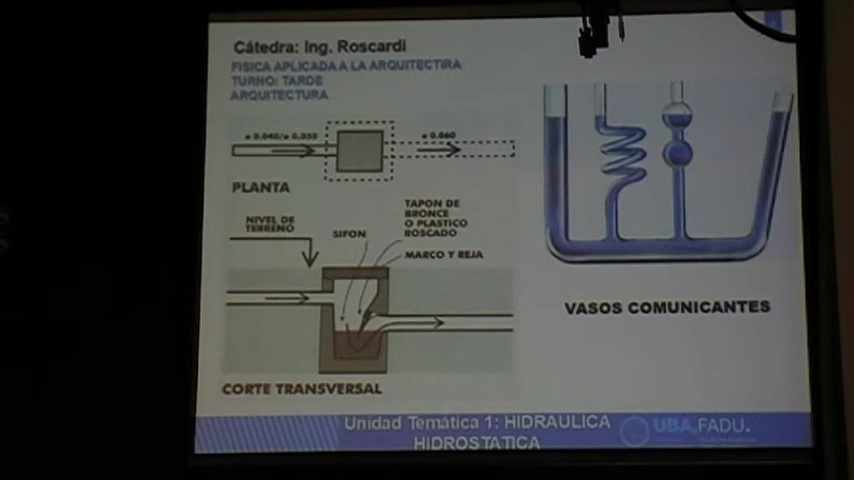 Cátedra: Ing. Roscardi
FISICA APLICADA A LA ARQUITECTIRA
TURNO: TARDE
ARQUITECTURA
ø 0.040/ø 0.050
ø 0.060
PLANTA
NIVEL DE
TERRENO
SIFON
TAPON DE
BRONCE
O PLASTICO
ROSCADO
MARCO Y REJA
CORTE TRANSVERSAL
VASOS COMUNICANTES
Unidad Temática 1: HIDRAULICA
HIDROSTATICA
UBA.FADU.